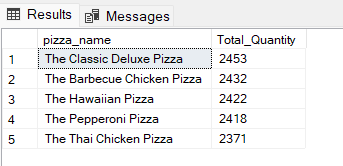 Results Messages
pizza_name Total_Quantity
1 The Classic Deluxe Pizza 2453
2 The Barbecue Chicken Pizza 2432
3 The Hawaiian Pizza 2422
4 The Pepperoni Pizza 2418
5 The Thai Chicken Pizza 2371